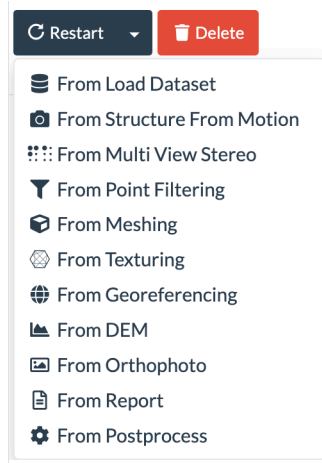 Restart Delete
From Load Dataset
From Structure From Motion
From Multi View Stereo
From Point Filtering
From Meshing
From Texturing
From Georeferencing
From DEM
From Orthophoto
From Report
From Postprocess